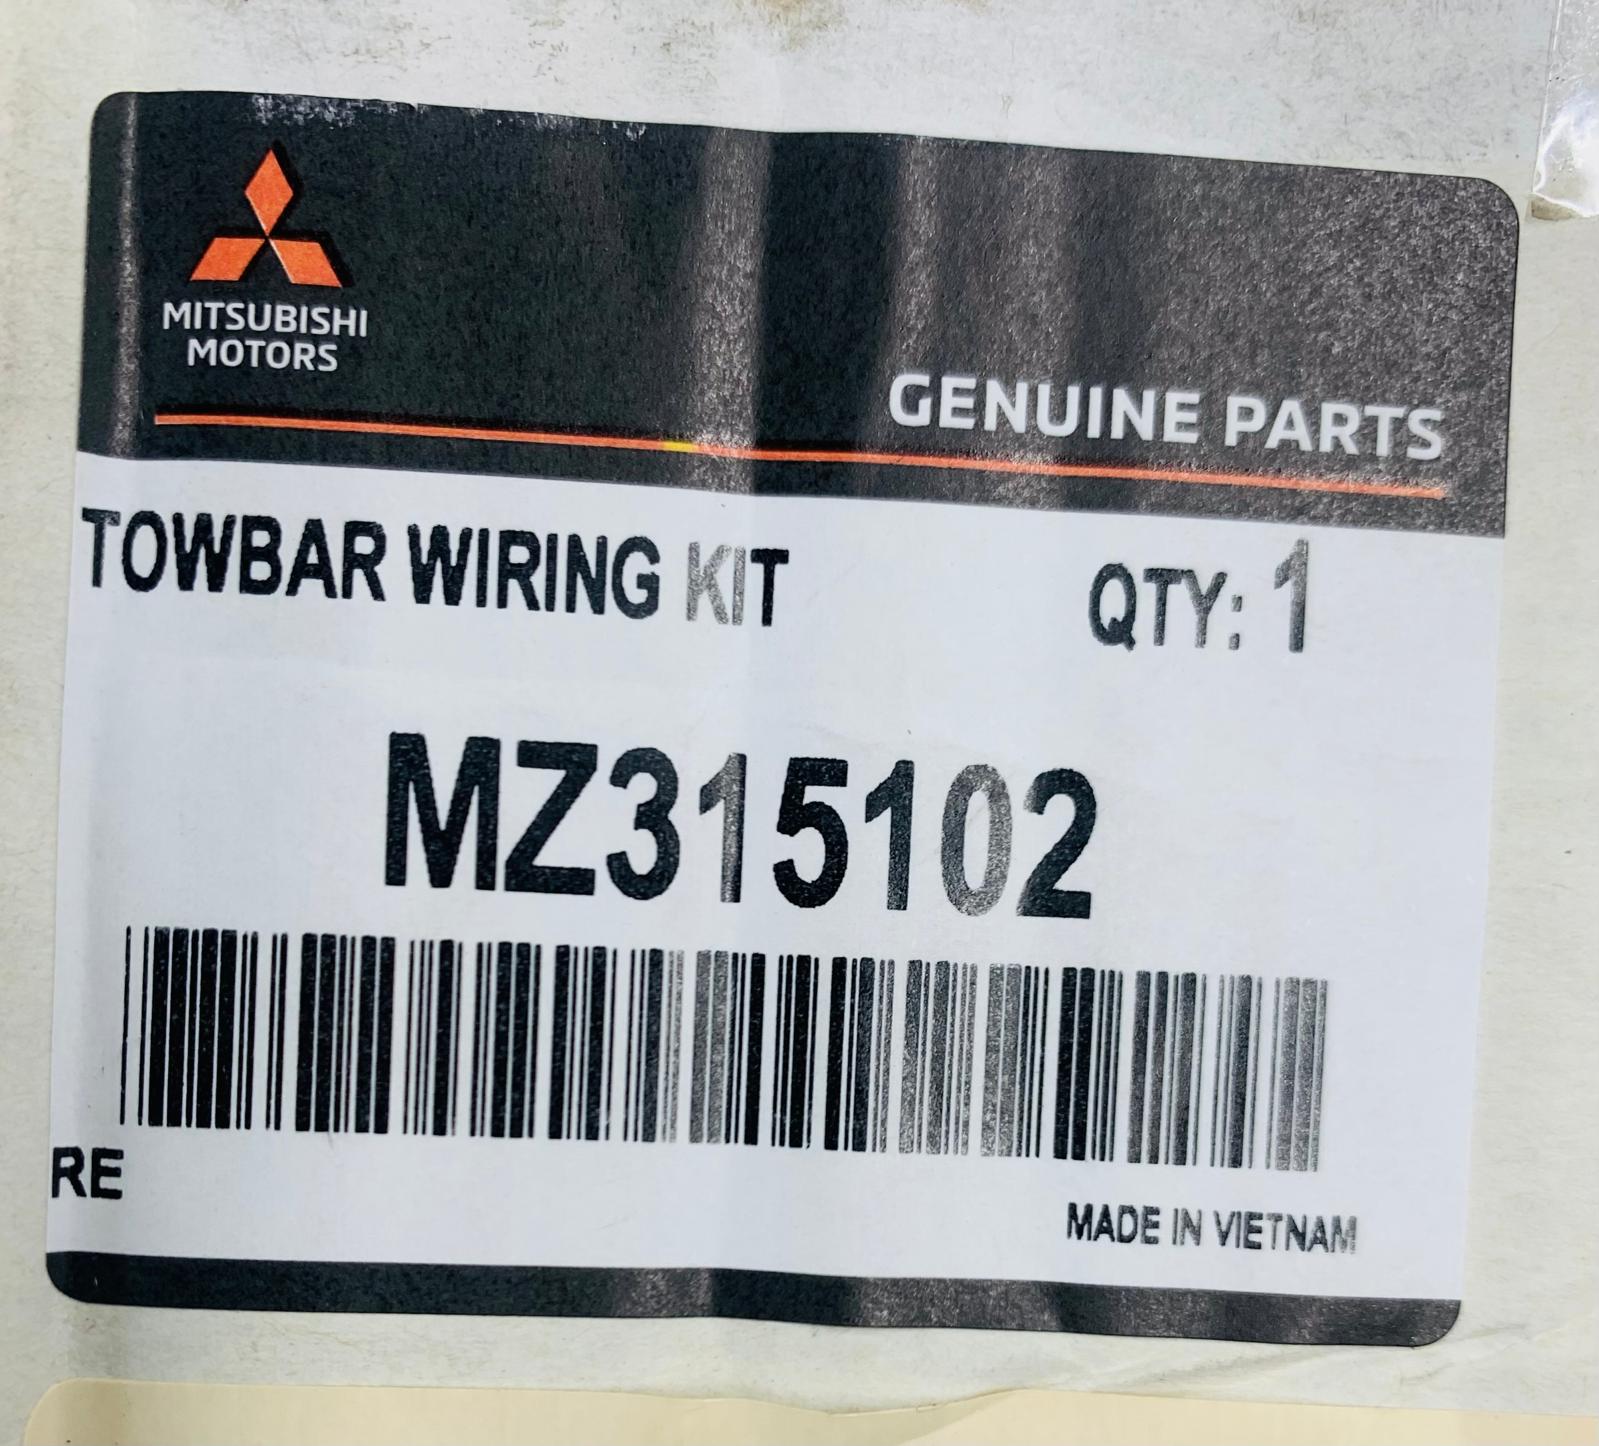 MITSUBISHI
MOTORS
GENUINE PARTS
TOWBAR WIRING KIT QTY: 1
MZ315102
RE
MADE IN VIETNAM